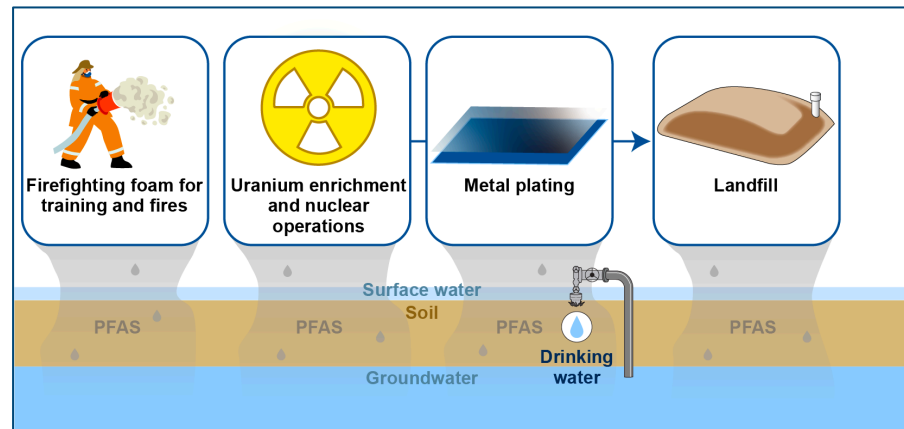 Firefighting foam for
training and fires
Uranium enrichment
and nuclear
operations
Metal plating
Landfill
Surface water
Soil
PFAS
PFAS
PFAS
PFAS
Drinking
water
Groundwater